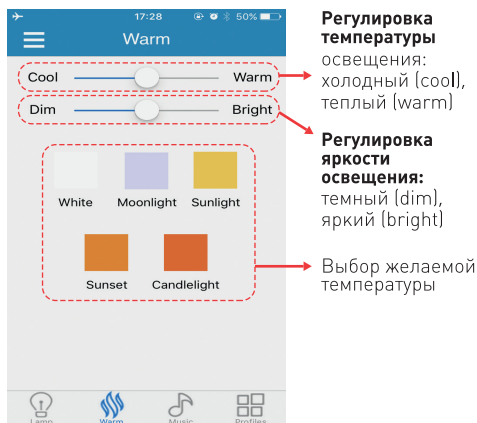 17:28
50%
Warm
Cool
Warm
Dim
Bright
White
Moonlight
Sunlight
Sunset
Candlelight
Lamp
Warm
Music
Profiles
Регулировка
температуры
освещения:
холодный (cool),
теплый (warm)
Регулировка
яркости
освещения:
темный (dim),
яркий (bright)
Выбор желаемой
температуры